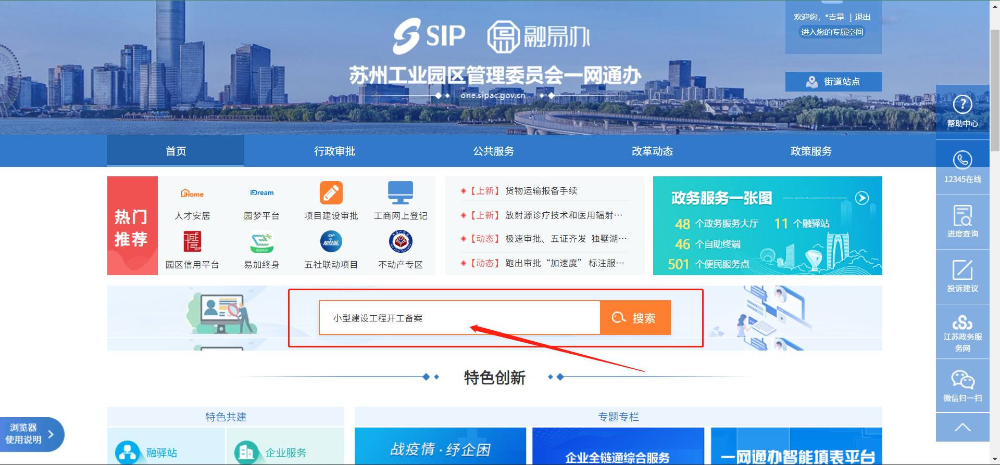 SIP 融易办
苏州工业园区管理委员会一网通办
one.sipac.gov.cn
欢迎您，*吉星 | 退出
进入您的专属空间
街道站点
首页 行政审批 公共服务 改革动态 政策服务
热门
推荐
iHome
iDream
人才安居 园梦平台 项目建设审批 工商网上登记
SIP
SIP
知社区
易加终身
园区信用平台 易加终身 五社联动项目 不动产专区
【上新】 货物运输报备手续
【上新】 放射源诊疗技术和医用辐射…
【动态】 极速审批、五证齐发 独墅湖…
【动态】 跑出审批“加速度” 标注服…
政务服务一张图
48 个政务服务大厅 11 个融驿站
46 个自助终端
501 个便民服务点
小型建设工程开工备案
搜索
特色创新
特色共建
融驿站 企业服务
专题专栏
战疫情·纾企困
企业全链通综合服务
一网通办智能填表平台
浏览器
使用说明
帮助中心
12345在线
进度查询
投诉建议
江苏政务服
务网
微信扫一扫